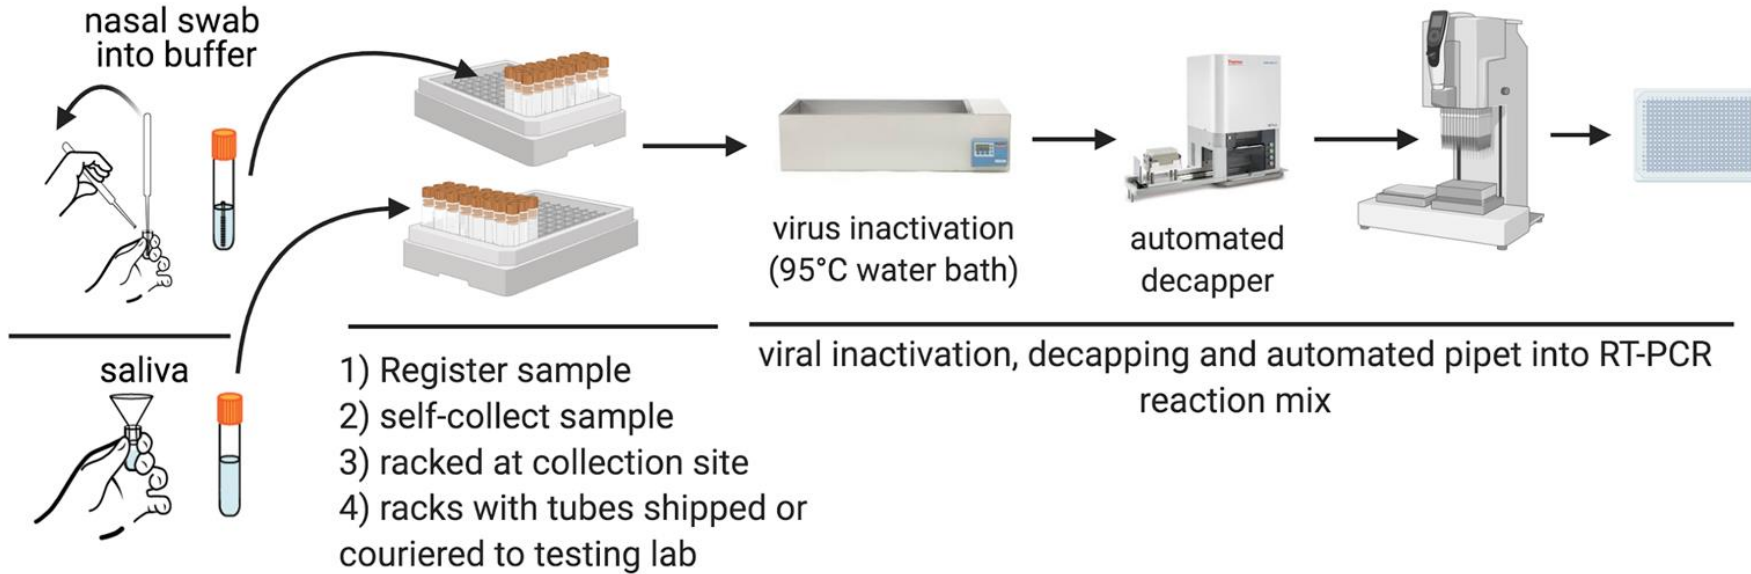 nasal swab
into buffer
saliva
1) Register sample
2) self-collect sample
3) racked at collection site
4) racks with tubes shipped or
couriered to testing lab
virus inactivation
(95°C water bath)
automated
decapper
viral inactivation, decapping and automated pipet into RT-PCR
reaction mix